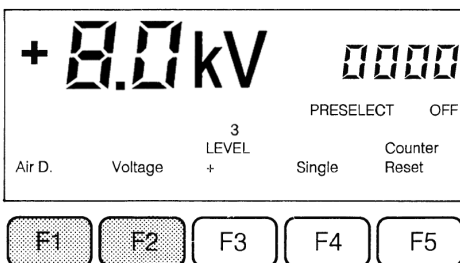 + 8.0 kV 0000
PRESELECT OFF
3
LEVEL Counter
Air D. Voltage + Single Reset
F1 F2 F3 F4 F5